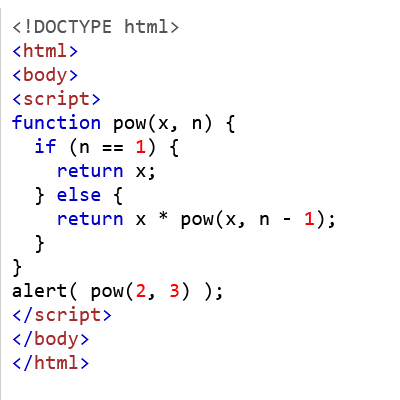 <!DOCTYPE html>
<html>
<body>
<script>
function pow(x, n) {
  if (n == 1) {
    return x;
  } else {
    return x * pow(x, n - 1);
  }
}
alert( pow(2, 3) );
</script>
</body>
</html>